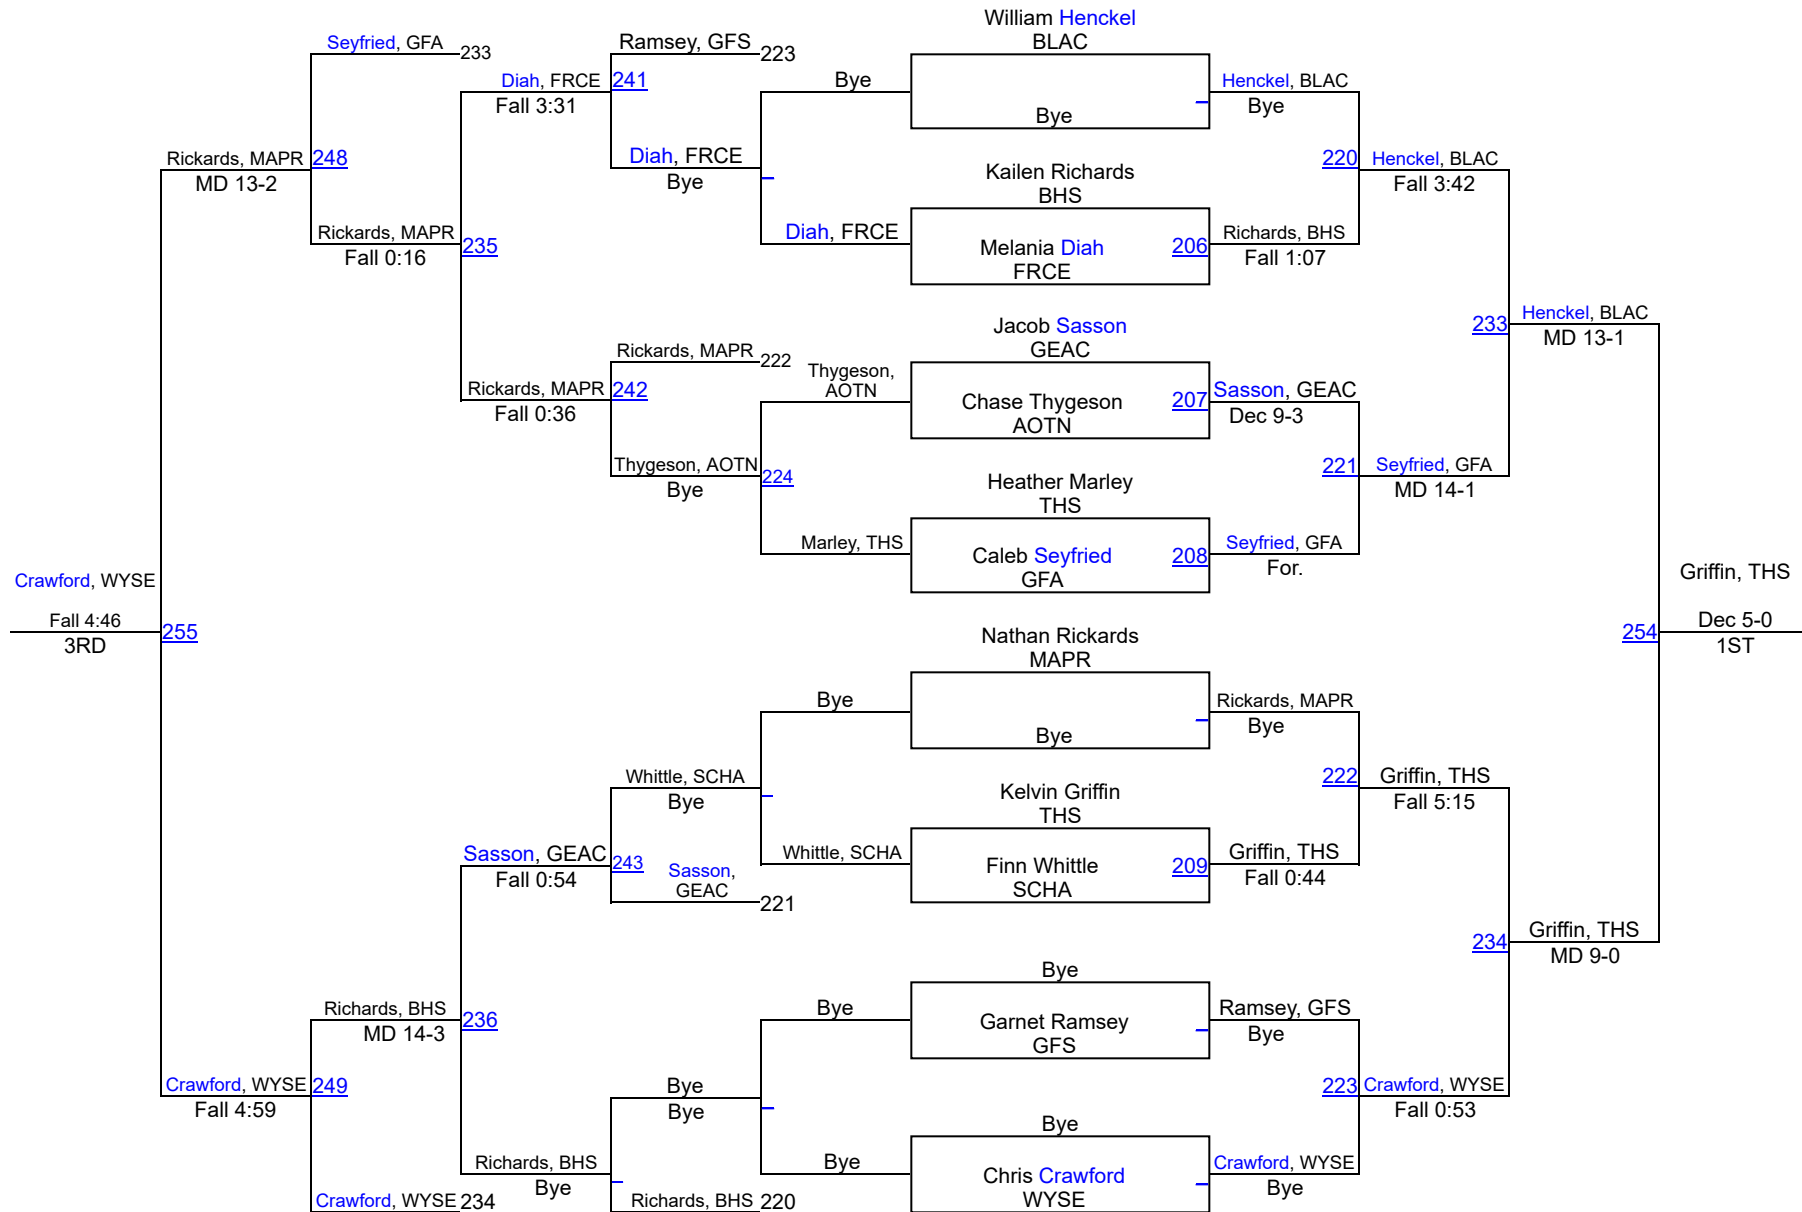 William Henckel
BLAC
Seyfried, GFA
233
Ramsey, GFS
223
Diah, FRCE
241
Fall 3:31
Bye
Bye
Henckel, BLAC
Bye
Rickards, MAPR
248
MD 13-2
Diah, FRCE
Bye
Kailen Richards
BHS
220
Henckel, BLAC
Fall 3:42
Rickards, MAPR
235
Fall 0:16
Diah, FRCE
Melania Diah
FRCE
206
Richards, BHS
Fall 1:07
Jacob Sasson
GEAC
233
Henckel, BLAC
MD 13-1
Rickards, MAPR
222
Thygeson,
AOTN
Rickards, MAPR
242
Fall 0:36
Chase Thygeson
AOTN
207
Sasson, GEAC
Dec 9-3
Thygeson, AOTN
224
Bye
Heather Marley
THS
221
Seyfried, GFA
MD 14-1
Marley, THS
Caleb Seyfried
GFA
208
Seyfried, GFA
For.
Crawford, WYSE
Fall 4:46
3RD
255
Griffin, THS
Dec 5-0
1ST
254
Nathan Rickards
MAPR
Bye
Bye
Rickards, MAPR
Bye
Whittle, SCHA
Bye
Kelvin Griffin
THS
222
Griffin, THS
Fall 5:15
Sasson, GEAC
243
Fall 0:54
Sasson,
GEAC
221
Whittle, SCHA
Finn Whittle
SCHA
209
Griffin, THS
Fall 0:44
234
Griffin, THS
MD 9-0
Bye
Richards, BHS
236
MD 14-3
Bye
Garnet Ramsey
GFS
Ramsey, GFS
Bye
Crawford, WYSE
249
Fall 4:59
Bye
Bye
223
Crawford, WYSE
Fall 0:53
Bye
Richards, BHS
Bye
Bye
Chris Crawford
WYSE
Crawford, WYSE
Bye
Crawford, WYSE
234
Richards, BHS
220